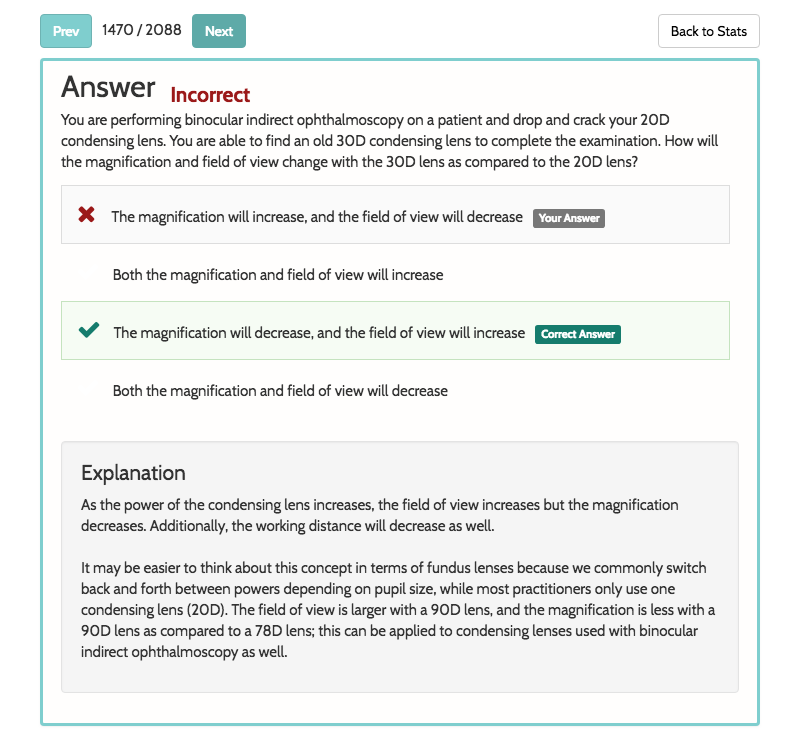 Prev 1470 / 2088 Next Back to Stats
Answer Incorrect
You are performing binocular indirect ophthalmoscopy on a patient and drop and crack your 20D
condensing lens. You are able to find an old 30D condensing lens to complete the examination. How will
the magnification and field of view change with the 30D lens as compared to the 20D lens?
The magnification will increase, and the field of view will decrease Your Answer
Both the magnification and field of view will increase
The magnification will decrease, and the field of view will increase Correct Answer
Both the magnification and field of view will decrease
Explanation
As the power of the condensing lens increases, the field of view increases but the magnification
decreases. Additionally, the working distance will decrease as well.
It may be easier to think about this concept in terms of fundus lenses because we commonly switch
back and forth between powers depending on pupil size, while most practitioners only use one
condensing lens (20D). The field of view is larger with a 90D lens, and the magnification is less with a
90D lens as compared to a 78D lens; this can be applied to condensing lenses used with binocular
indirect ophthalmoscopy as well.